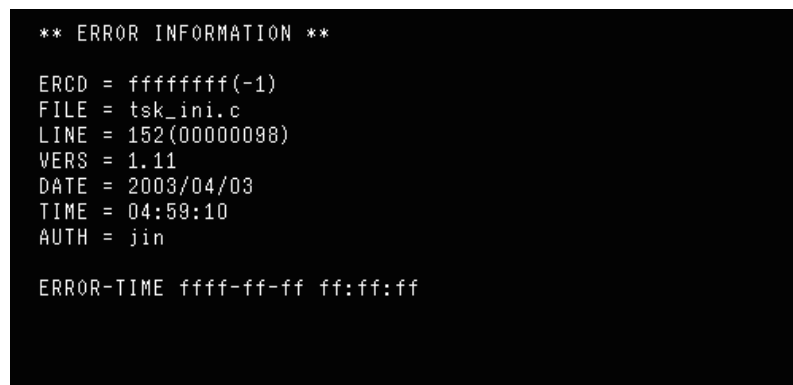 ** ERROR INFORMATION **
ERCD = ffffffff(-1)
FILE = tsk_ini.c
LINE = 152(00000098)
VERS = 1.11
DATE = 2003/04/03
TIME = 04:59:10
AUTH = jin
ERROR-TIME ffff-ff-ff ff:ff:ff